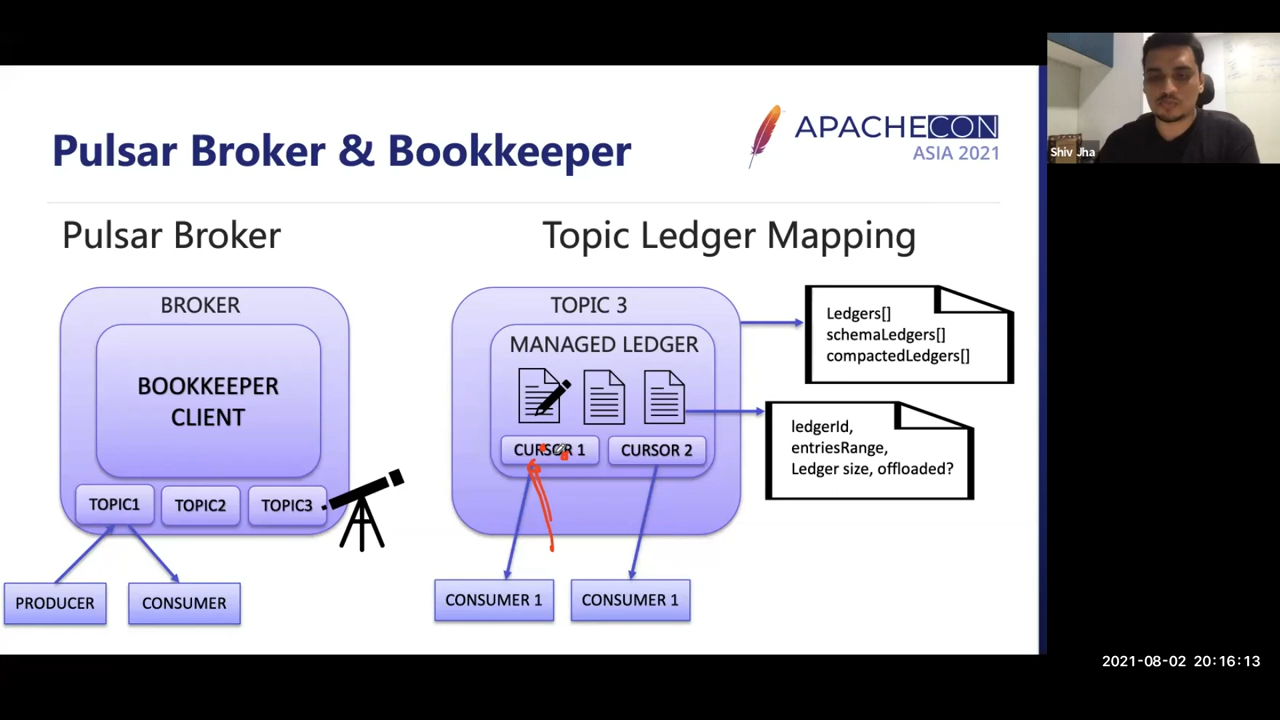 Pulsar Broker & Bookkeeper
APACHECON
ASIA 2021
Shiv Jha
Pulsar Broker
Topic Ledger Mapping
BROKER
BOOKKEEPER
CLIENT
TOPIC1
TOPIC2
TOPIC3
PRODUCER
CONSUMER
TOPIC 3
MANAGED LEDGER
CURSOR 1
CURSOR 2
CONSUMER 1
CONSUMER 1
Ledgers[]
schemaLedgers[]
compactedLedgers[]
ledgerId,
entriesRange,
Ledger size, offloaded?
2021-08-02 20:16:13